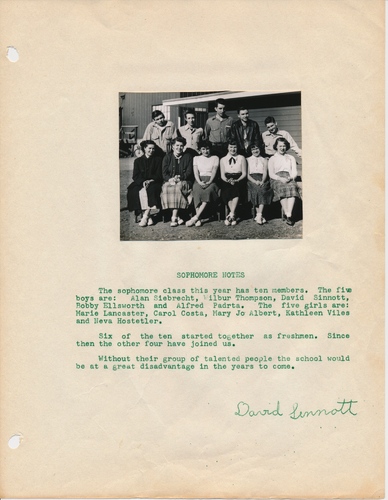 SOPHOMORE NOTES
The sophomore class this year has ten members. The five
boys are: Alan Siebrecht, Wilbur Thompson, David Sinnott,
Bobby Ellsworth and Alfred Padrta. The five girls are:
Marie Lancaster, Carol Costa, Mary Jo Albert, Kathleen Viles
and Neva Hostetler.
Six of the ten started together as freshmen. Since
then the other four have joined us.
Without their group of talented people the school would
be at a great disadvantage in the years to come.
David Sinnott